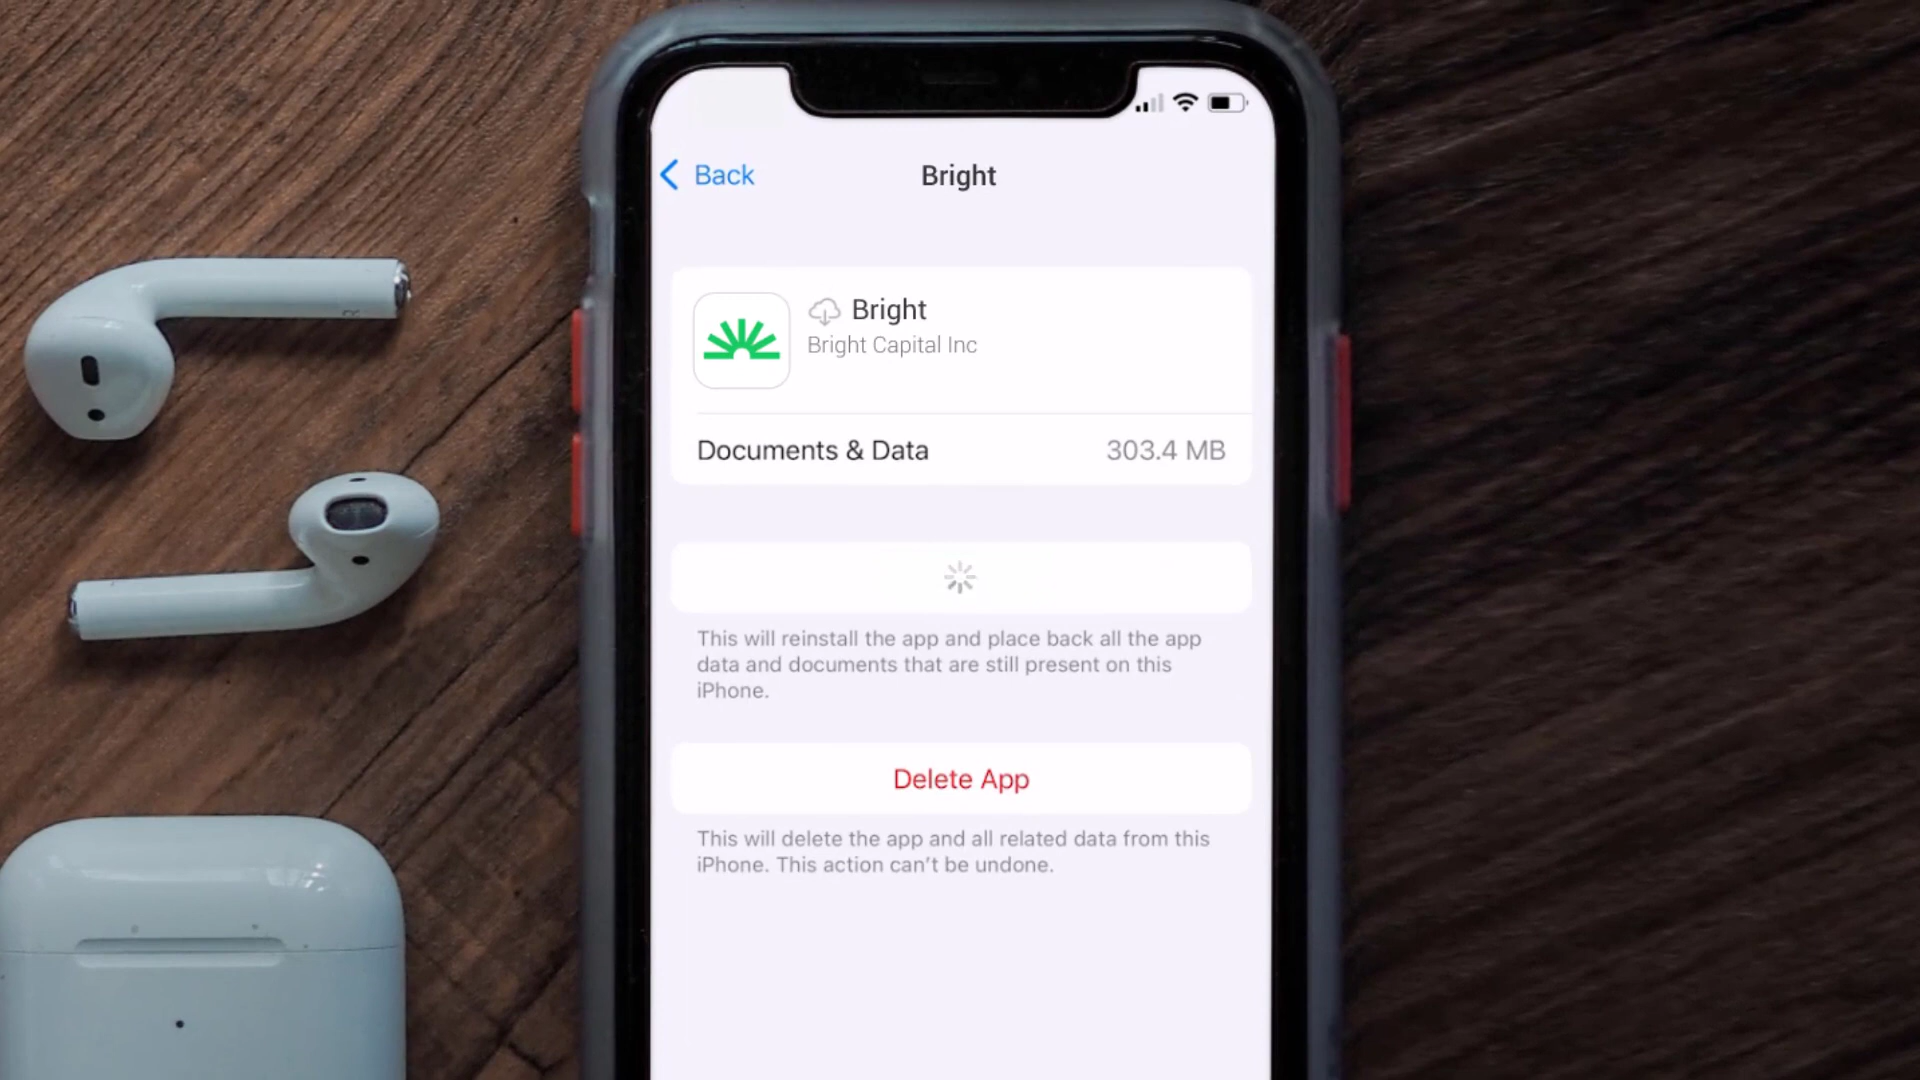 Back
Bright
Bright
Bright Capital Inc
Documents & Data
303.4 MB
This will reinstall the app and place back all the app
data and documents that are still present on this
iPhone.
Delete App
This will delete the app and all related data from this
iPhone. This action can't be undone.